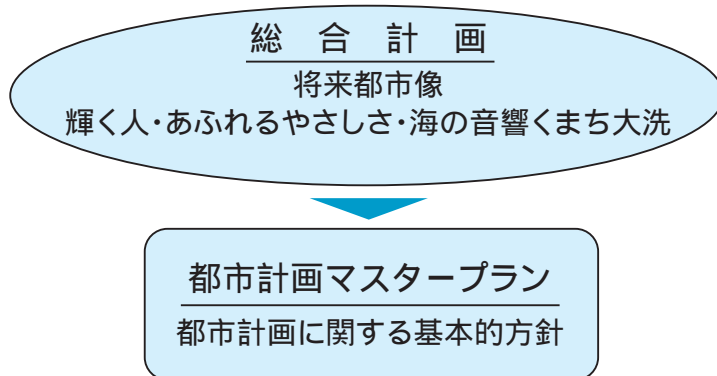 総合計画
将来都市像
輝く人・あふれるやさしさ・海の音響くまち大洗
都市計画マスタープラン
都市計画に関する基本的方針